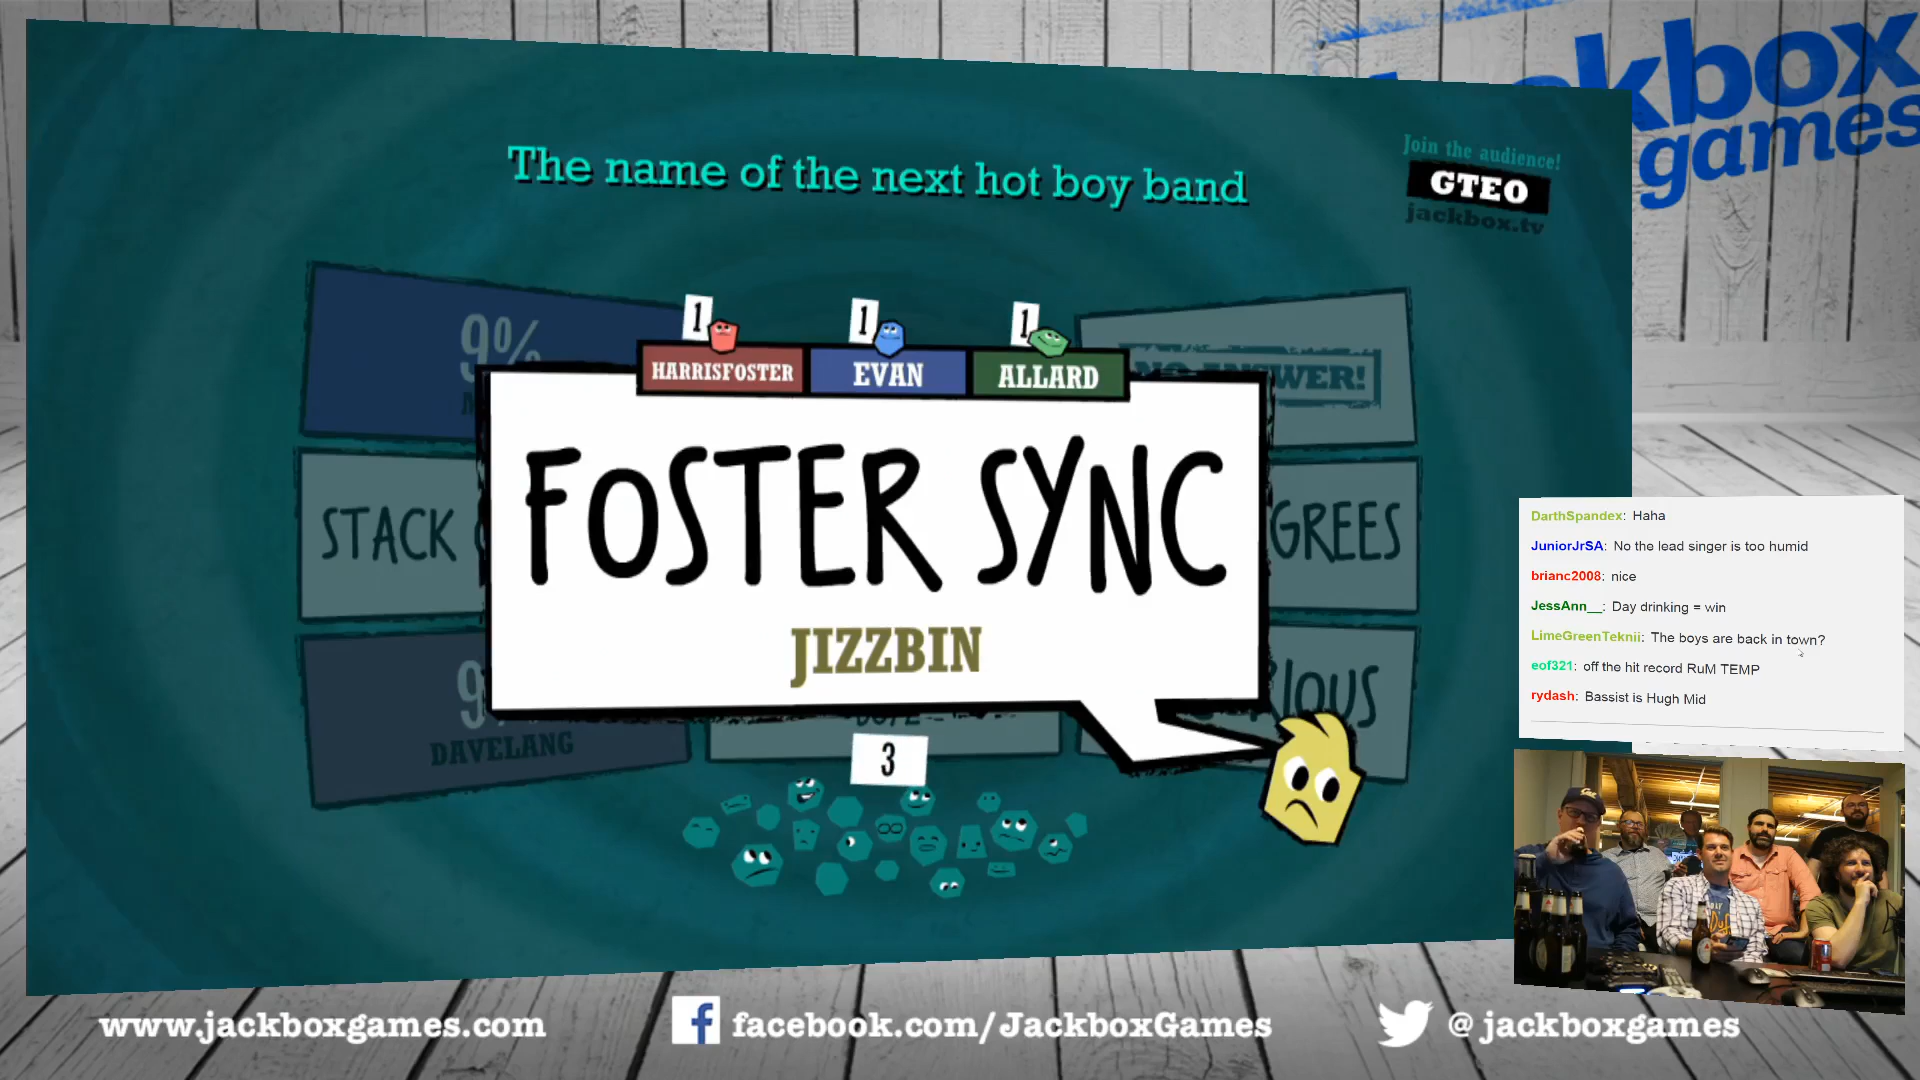 kbox
games
The name of the next hot boy band
Join the audience!
GTEO
jackbox.tv
9%
1
1
1
HARRISFOSTER
EVAN
ALLARD
NO ANSWER!
FOSTER SYNC
JIZZBIN
STACK
GREES
DAVELANG
3
DarthSpandex: Haha
JuniorJrSA: No the lead singer is too humid
brianc2008: nice
JessAnn__: Day drinking = win
LimeGreenTeknii: The boys are back in town?
eof321: off the hit record RuM TEMP
rydash: Bassist is Hugh Mid
www.jackboxgames.com
facebook.com/JackboxGames
@jackboxgames